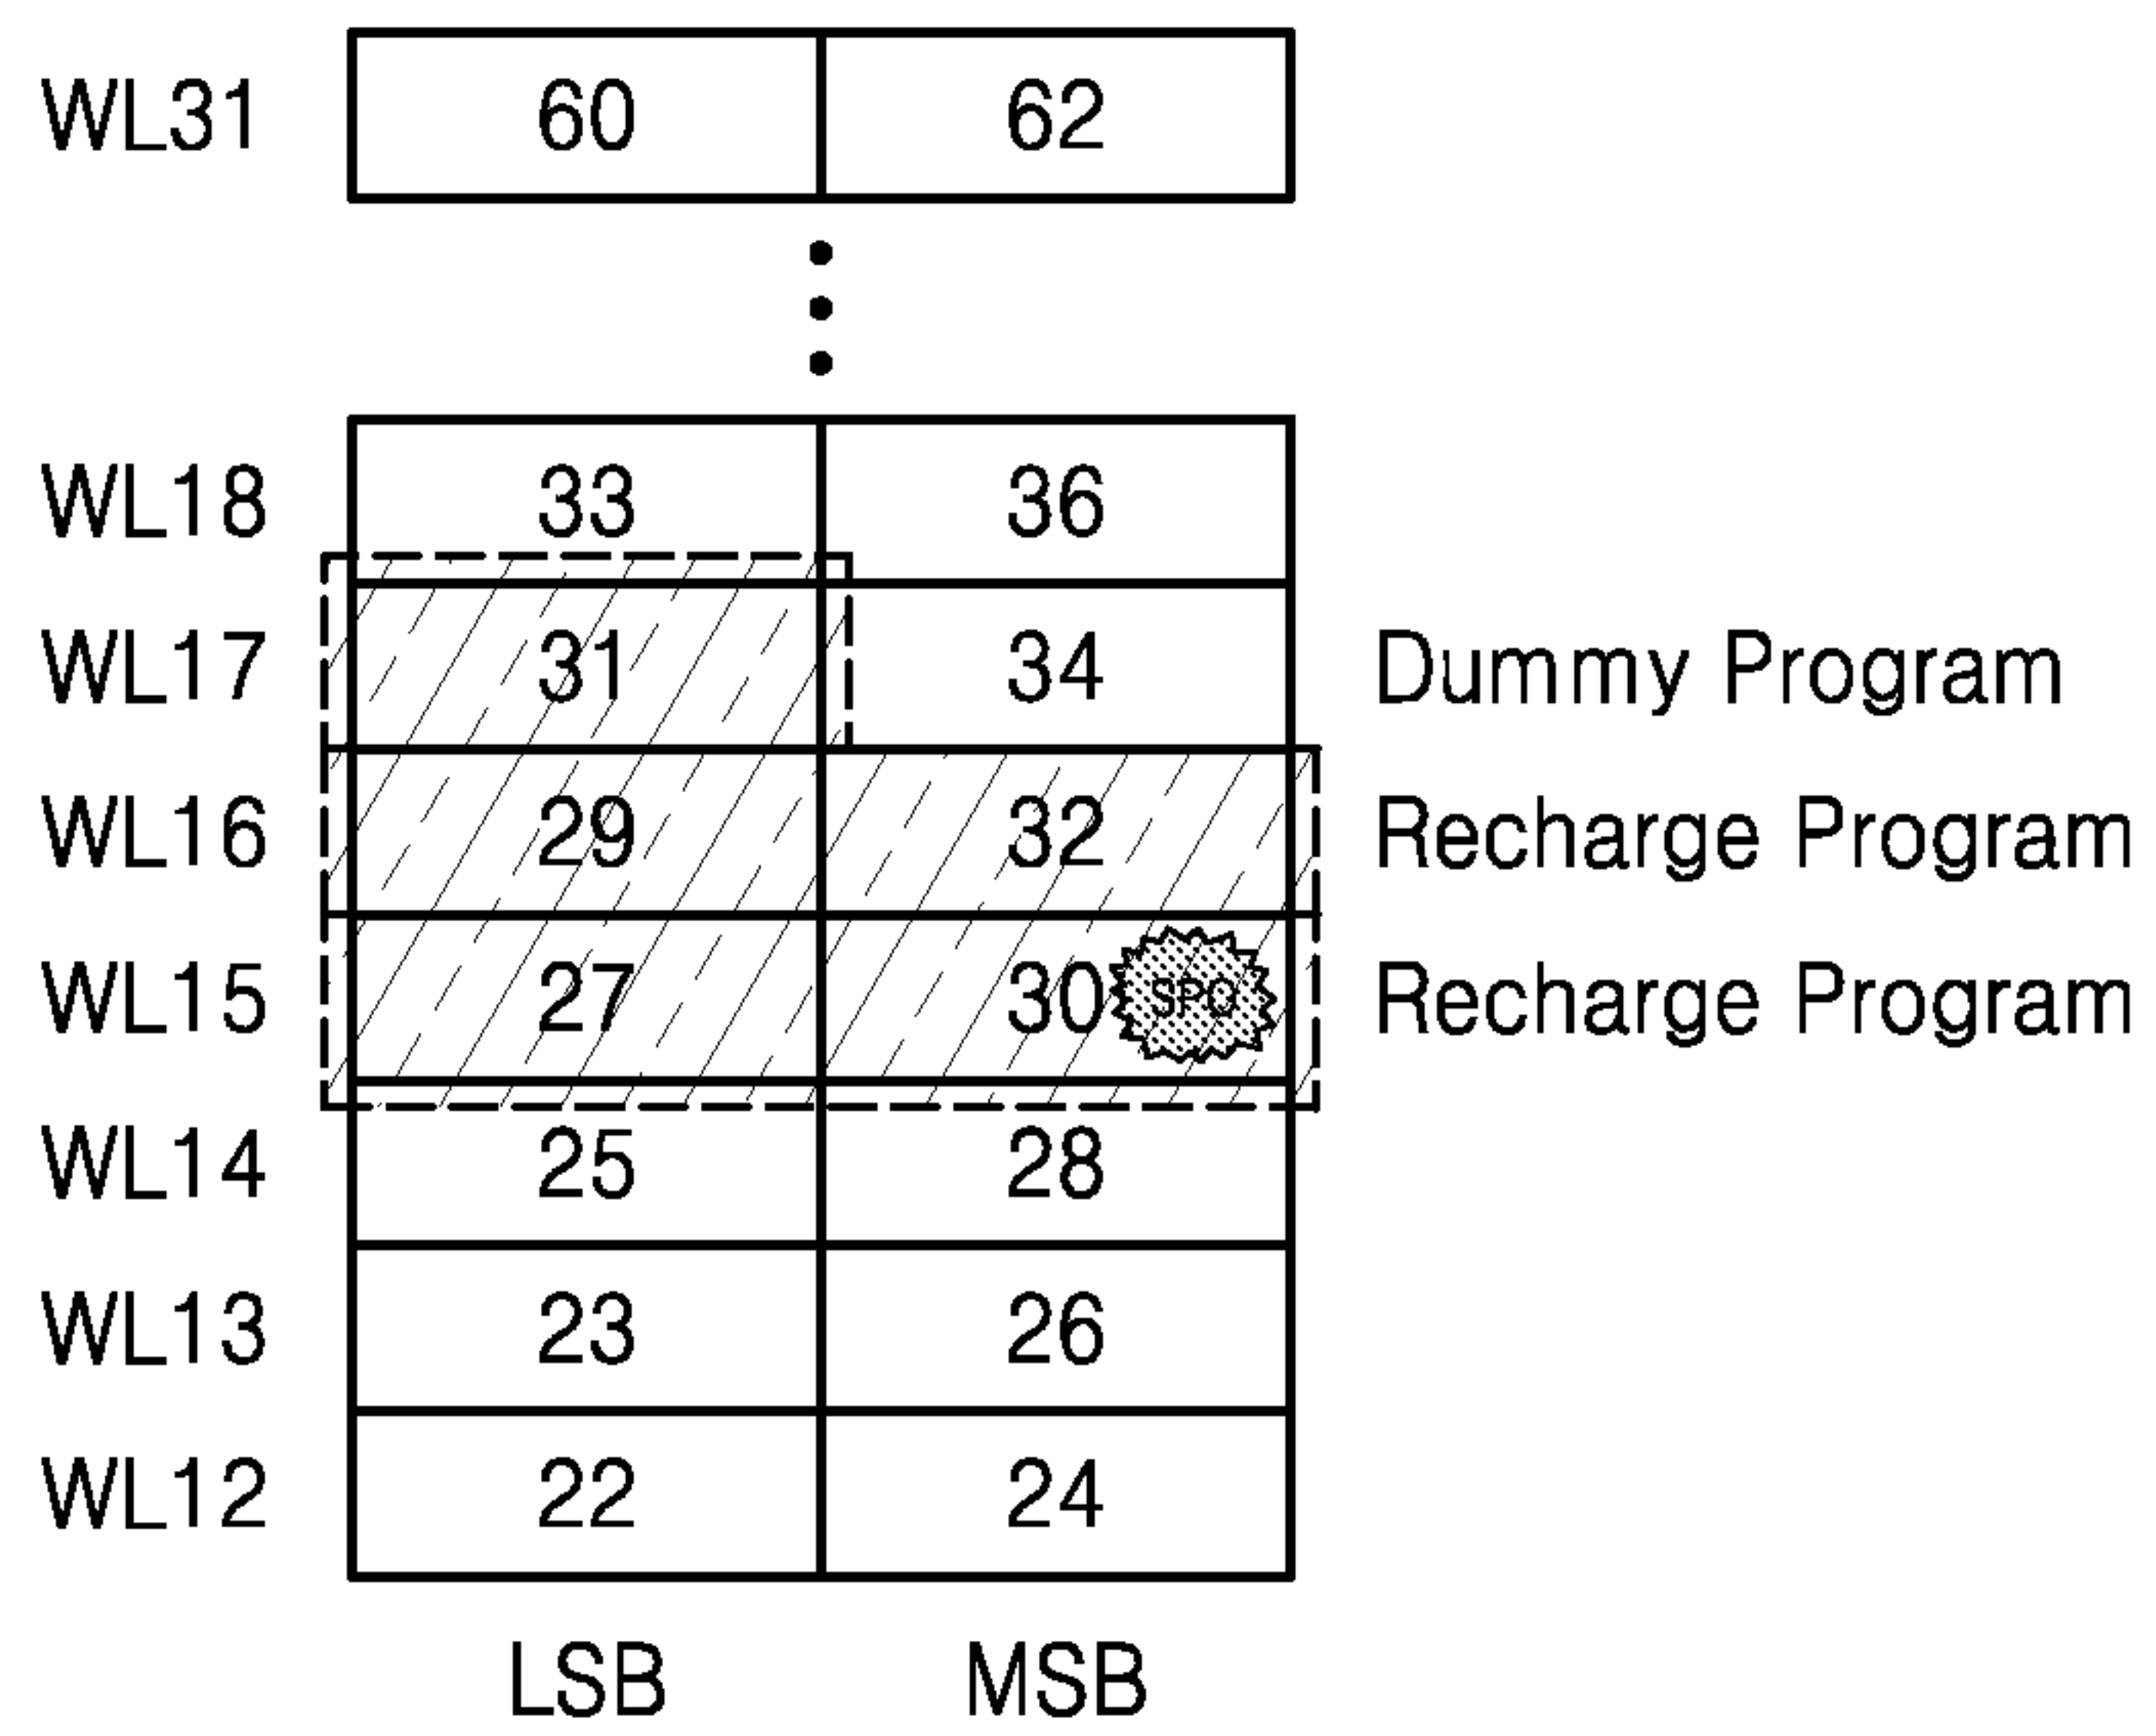 WL31 60 62
WL18 33 36
WL17 31 34 Dummy Program
WL16 29 32 Recharge Program
WL15 27 30 SPO Recharge Program
WL14 25 28
WL13 23 26
WL12 22 24
LSB MSB